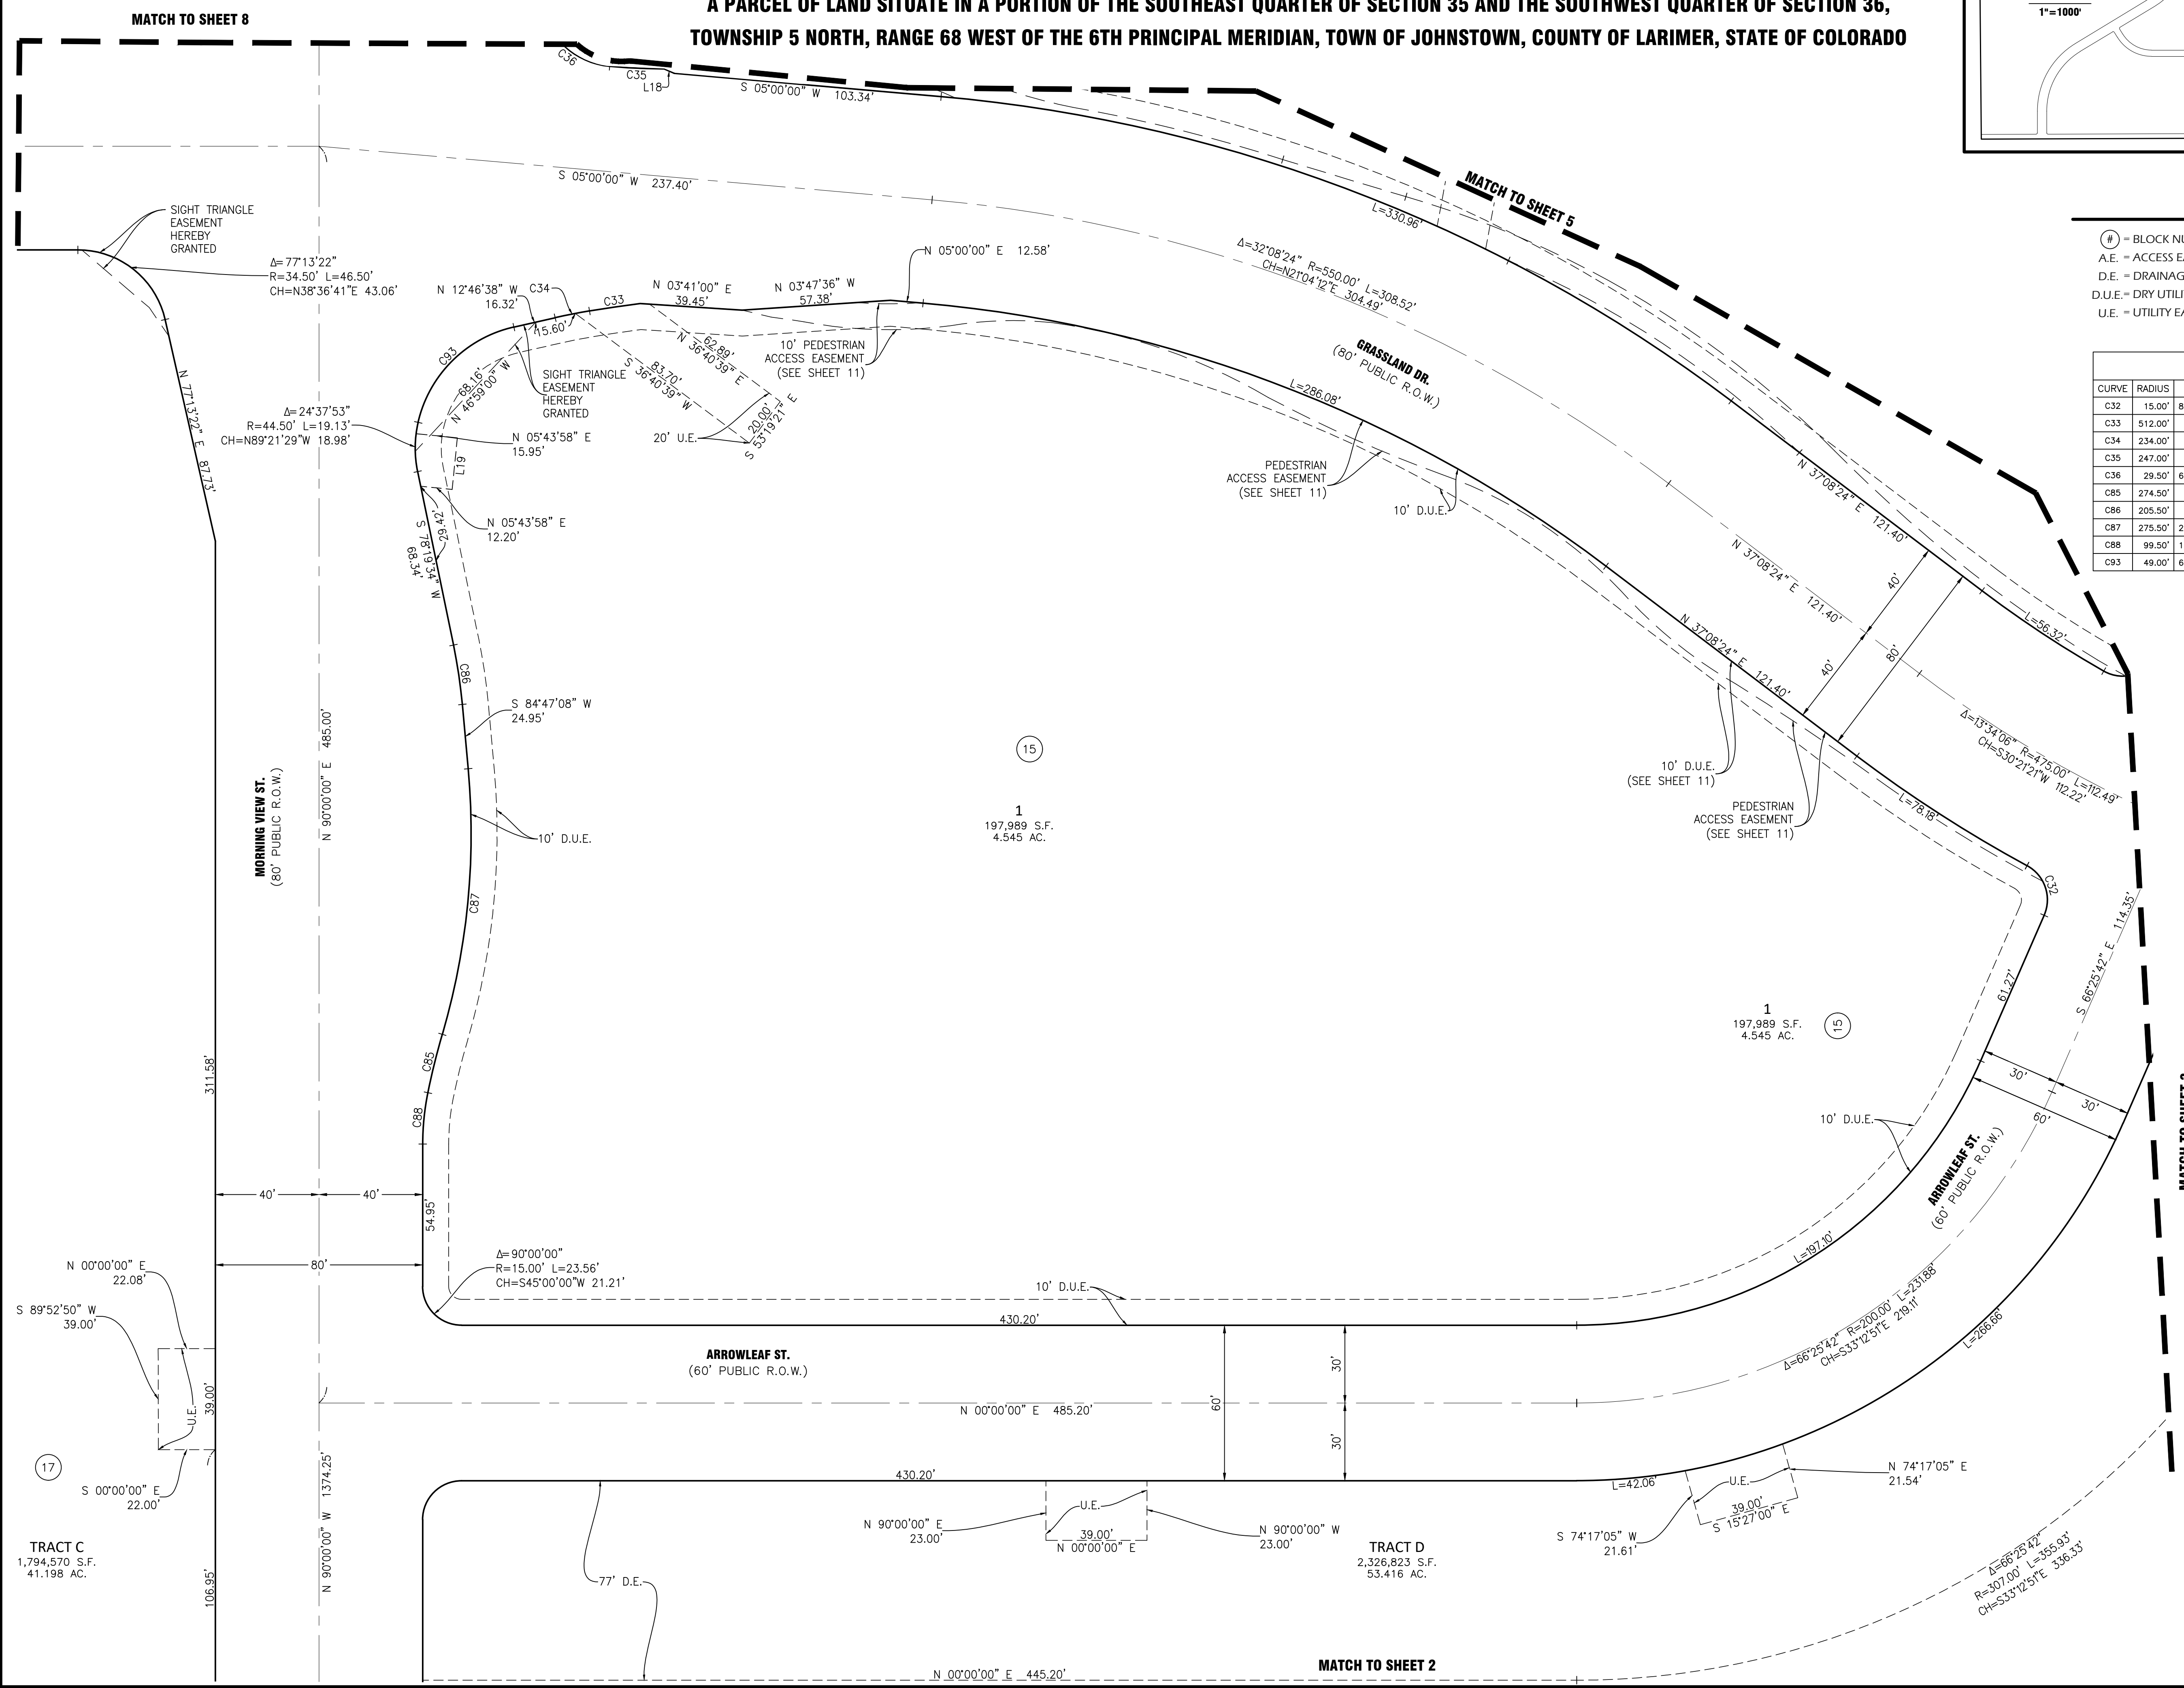 MATCH TO SHEET 8
A PARCEL OF LAND SITUATE IN A PORTION OF THE SOUTHEAST QUARTER OF SECTION 35 AND THE SOUTHWEST QUARTER OF SECTION 36,
TOWNSHIP 5 NORTH, RANGE 68 WEST OF THE 6TH PRINCIPAL MERIDIAN, TOWN OF JOHNSTOWN, COUNTY OF LARIMER, STATE OF COLORADO
1"=1000'
C36
C35
L18
S 05°00'00" W 103.34'
S 05°00'00" W 237.40'
MATCH TO SHEET 5
L=330.96'
SIGHT TRIANGLE
EASEMENT
HEREBY
GRANTED
Δ=77°13'22"
R=34.50' L=46.50'
CH=N38°36'41"E 43.06'
N 05°00'00" E 12.58'
Δ=32°08'24" R=550.00' L=308.52'
CH=N21°04'12"E 304.49'
N 12°46'38" W
16.32'
C34
C33
N 03°41'00" E
39.45'
N 03°47'36" W
57.38'
15.60'
C93
68.16'
N 46°59'00" W
62.89'
N 36°40'39" E
83.70'
S 36°40'39" W
20.00'
S 53°19'21" E
20' U.E.
10' PEDESTRIAN
ACCESS EASEMENT
(SEE SHEET 11)
SIGHT TRIANGLE
EASEMENT
HEREBY
GRANTED
GRASSLAND DR.
(80' PUBLIC R.O.W.)
L=286.08'
N 77°13'22" E 87.73'
Δ=24°37'53"
R=44.50' L=19.13'
CH=N89°21'29"W 18.98'
N 05°43'58" E
15.95'
L19
N 05°43'58" E
12.20'
29.42'
S 78°19'34" W
68.34'
PEDESTRIAN
ACCESS EASEMENT
(SEE SHEET 11)
10' D.U.E.
N 37°08'24" E 121.40'
N 37°08'24" E 121.40'
N 37°08'24" E 121.40'
40'
40'
80'
L=56.32'
# = BLOCK NU
A.E. = ACCESS EA
D.E. = DRAINAG
D.U.E.= DRY UTILI
U.E. = UTILITY EA
CURVE RADIUS
C32 15.00' 8
C33 512.00'
C34 234.00'
C35 247.00'
C36 29.50' 6
C85 274.50'
C86 205.50'
C87 275.50' 2
C88 99.50' 1
C93 49.00' 6
C86
S 84°47'08" W
24.95'
MORNING VIEW ST.
(80' PUBLIC R.O.W.)
N 90°00'00" E 485.00'
10' D.U.E.
C87
15
1
197,989 S.F.
4.545 AC.
10' D.U.E.
(SEE SHEET 11)
PEDESTRIAN
ACCESS EASEMENT
(SEE SHEET 11)
Δ=13°34'06" R=475.00' L=112.49'
CH=S30°21'21"W 112.22'
L=78.18'
C32
S 66°25'42" E 114.35'
61.27'
1
197,989 S.F.
4.545 AC.
15
311.58'
C85
C88
30'
30'
60'
10' D.U.E.
ARROWLEAF ST.
(60' PUBLIC R.O.W.)
40'
40'
54.95'
80'
N 00°00'00" E
22.08'
S 89°52'50" W
39.00'
Δ=90°00'00"
R=15.00' L=23.56'
CH=S45°00'00"W 21.21'
10' D.U.E.
430.20'
L=197.10'
Δ=66°25'42" R=200.00' L=231.88'
CH=S33°12'51"E 219.11'
L=266.66'
ARROWLEAF ST.
(60' PUBLIC R.O.W.)
30'
60'
30'
N 00°00'00" E 485.20'
39.00'
U.E.
17
S 00°00'00" E
22.00'
N 90°00'00" W 1374.25'
430.20'
L=42.06'
U.E.
39.00'
S 15°27'00" E
N 74°17'05" E
21.54'
S 74°17'05" W
21.61'
N 90°00'00" E
23.00'
U.E.
39.00'
N 00°00'00" E
N 90°00'00" W
23.00'
TRACT C
1,794,570 S.F.
41.198 AC.
TRACT D
2,326,823 S.F.
53.416 AC.
106.95'
77' D.E.
Δ=66°25'42"
R=307.00' L=355.93'
CH=S33°12'51"E 336.33'
N 00°00'00" E 445.20'
MATCH TO SHEET 2